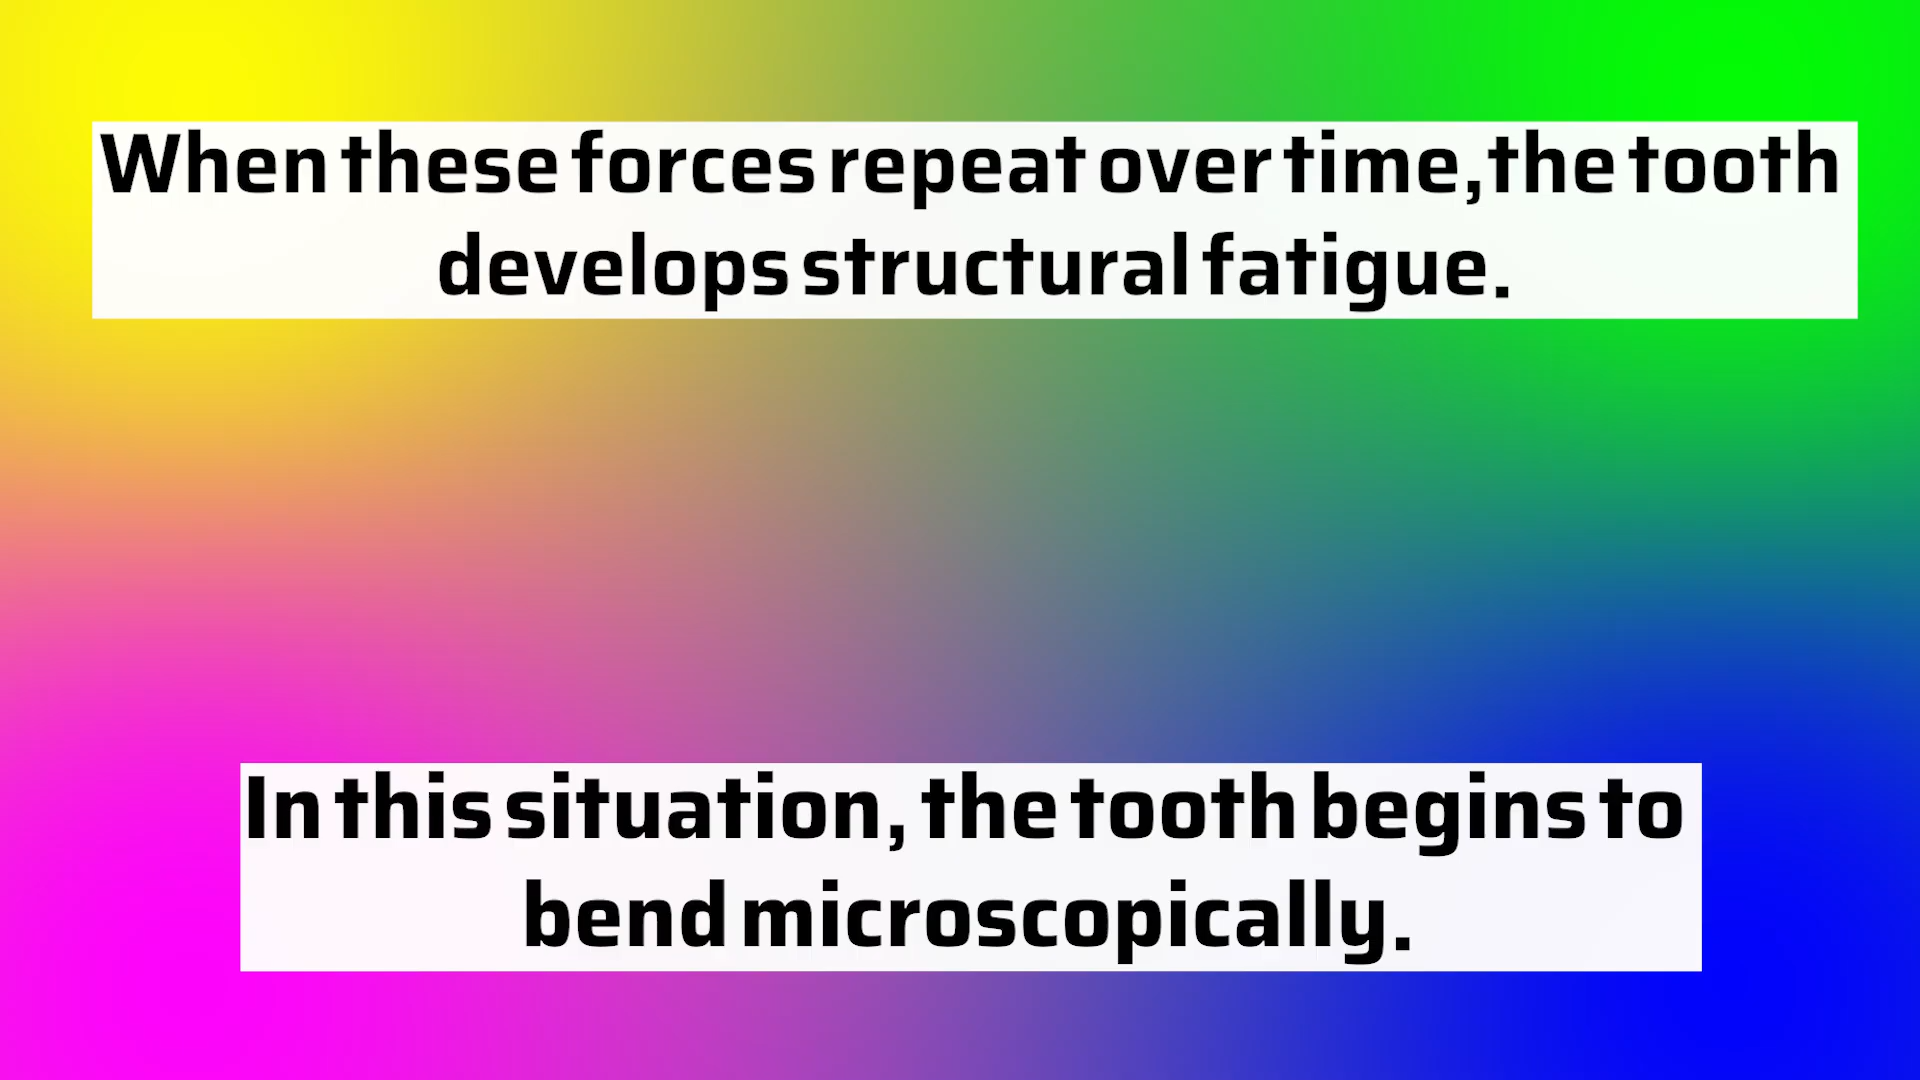 When these forces repeat over time,the tooth
develops structural fatigue.
In this situation, the tooth begins to
bend microscopically.